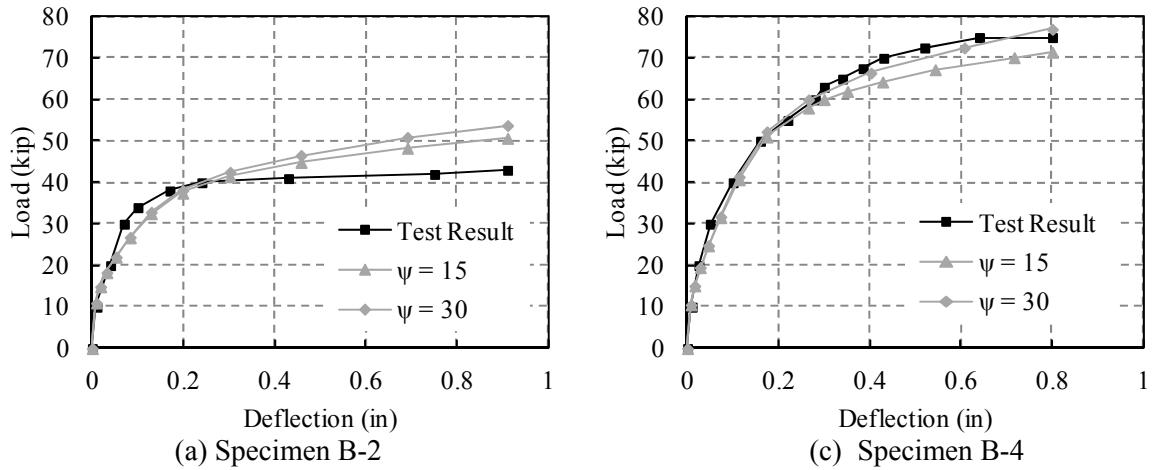 80
70
60
50
40
30
20
10
0
Load (kip)
0 0.2 0.4 0.6 0.8 1
Deflection (in)
Test Result
ψ = 15
ψ = 30
(a) Specimen B-2
80
70
60
50
40
30
20
10
0
Load (kip)
0 0.2 0.4 0.6 0.8 1
Deflection (in)
Test Result
ψ = 15
ψ = 30
(c) Specimen B-4